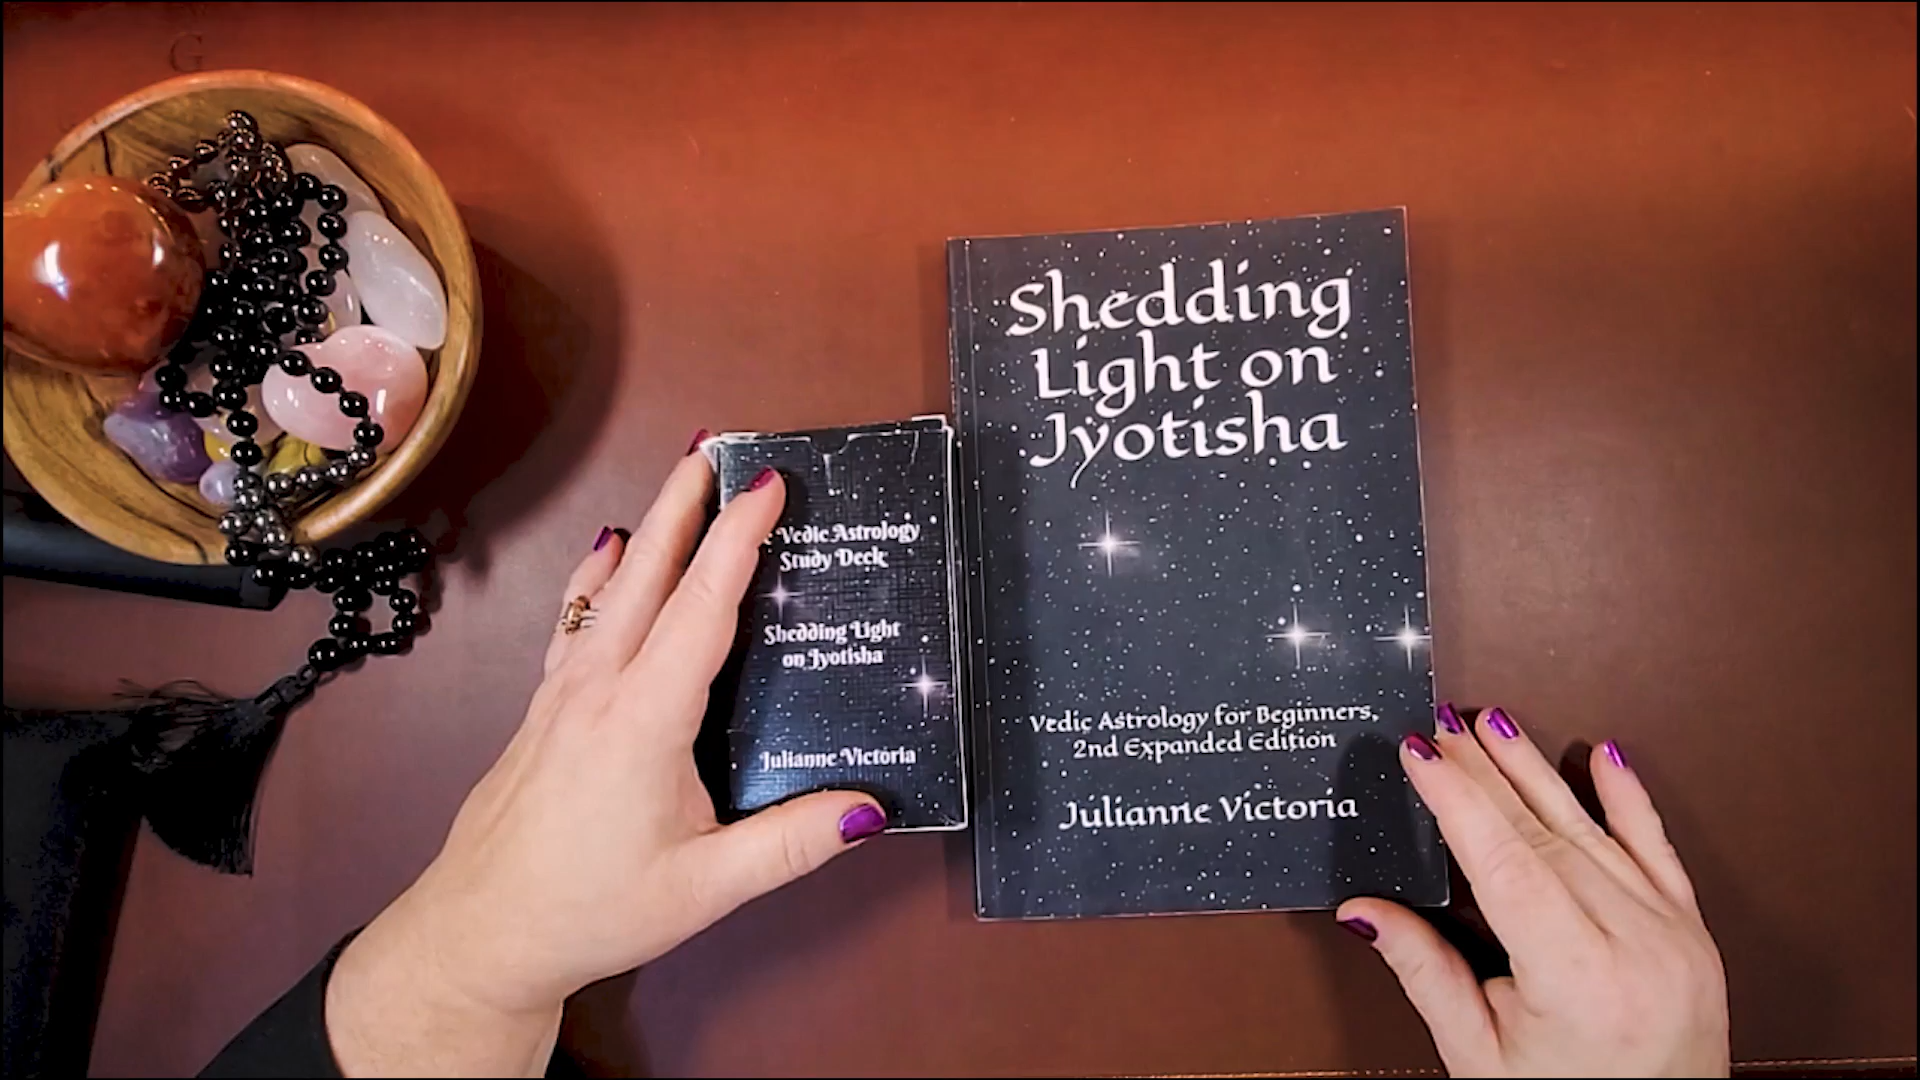 G
Vedic Astrology
Study Deck
Shedding Light
on Jyotisha
Julianne Victoria
Shedding
Light on
Jyotisha
Vedic Astrology for Beginners,
2nd Expanded Edition
Julianne Victoria